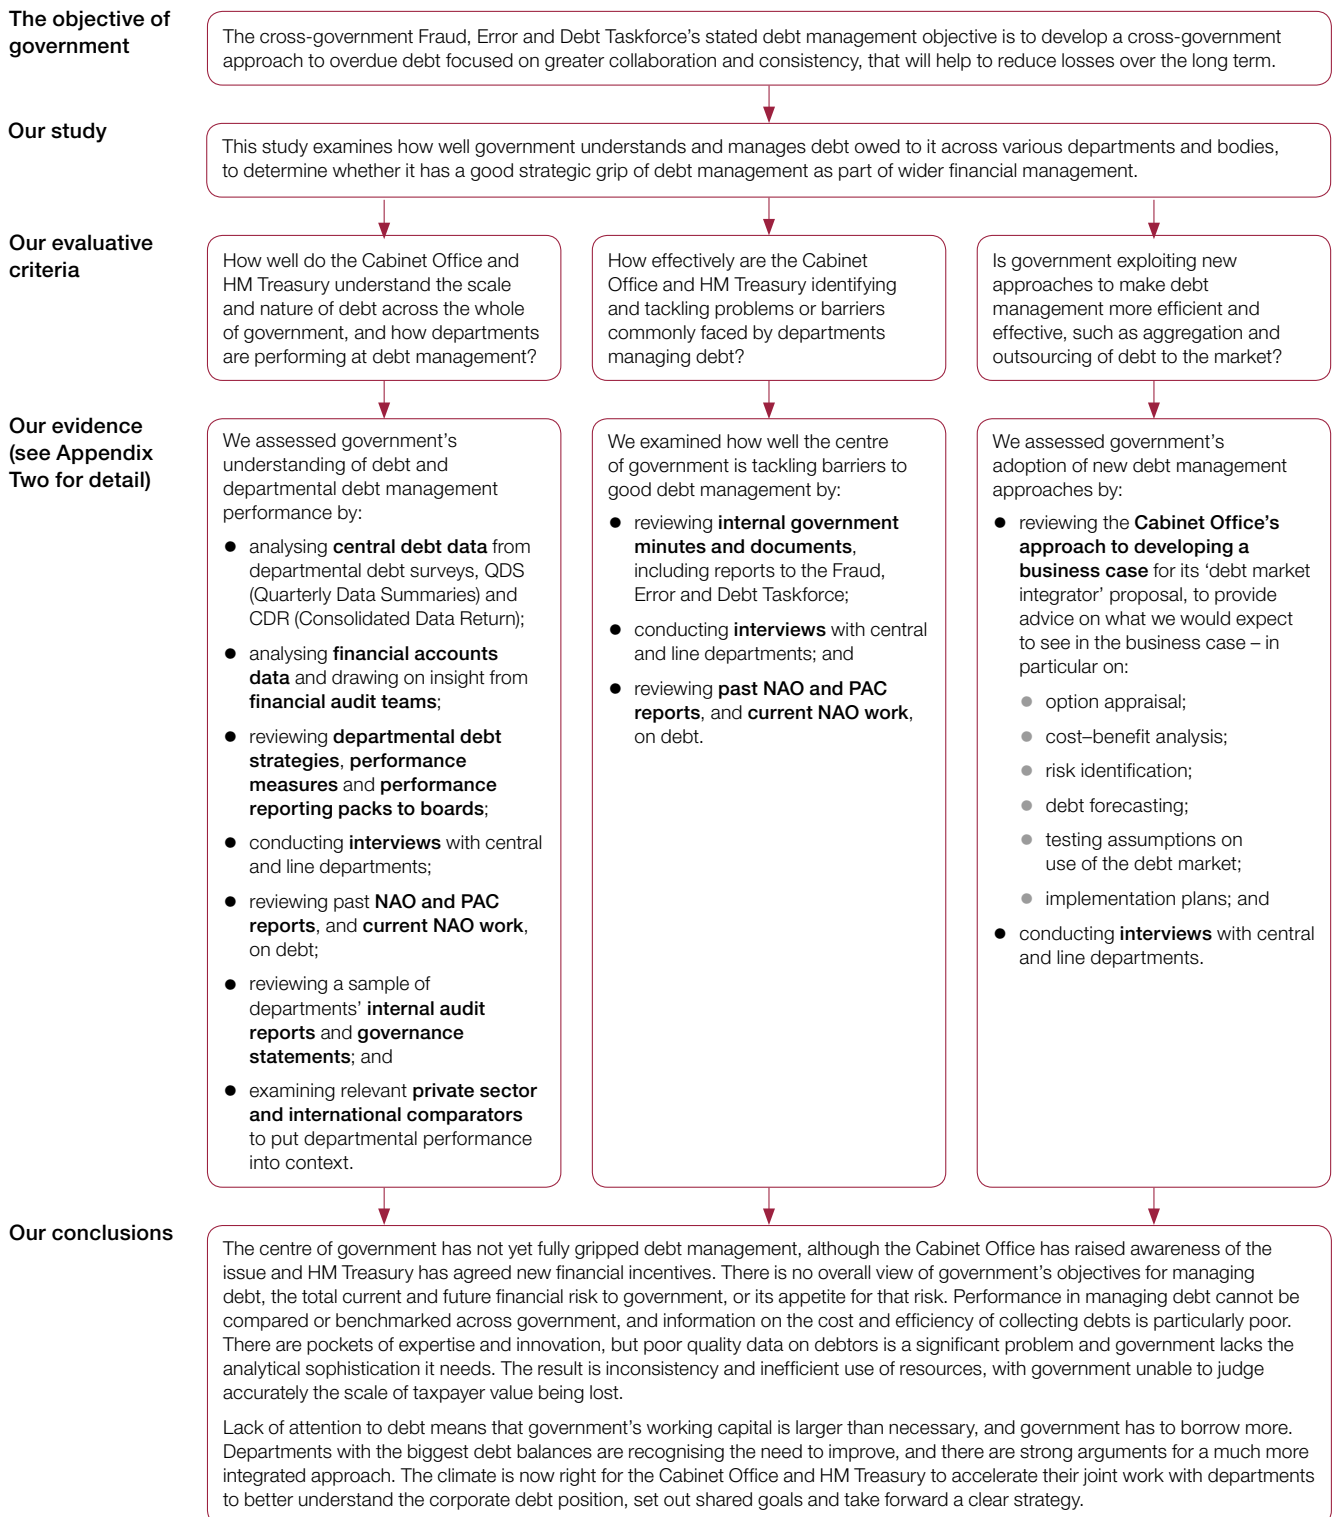 The objective of
government
The cross-government Fraud, Error and Debt Taskforce's stated debt management objective is to develop a cross-government
approach to overdue debt focused on greater collaboration and consistency, that will help to reduce losses over the long term.
Our study
This study examines how well government understands and manages debt owed to it across various departments and bodies,
to determine whether it has a good strategic grip of debt management as part of wider financial management.
Our evaluative
criteria
How well do the Cabinet Office and
HM Treasury understand the scale
and nature of debt across the whole
of government, and how departments
are performing at debt management?
How effectively are the Cabinet
Office and HM Treasury identifying
and tackling problems or barriers
commonly faced by departments
managing debt?
Is government exploiting new
approaches to make debt
management more efficient and
effective, such as aggregation and
outsourcing of debt to the market?
Our evidence
(see Appendix
Two for detail)
We assessed government's
understanding of debt and
departmental debt management
performance by:
● analysing central debt data from
departmental debt surveys, QDS
(Quarterly Data Summaries) and
CDR (Consolidated Data Return);
● analysing financial accounts
data and drawing on insight from
financial audit teams;
● reviewing departmental debt
strategies, performance
measures and performance
reporting packs to boards;
● conducting interviews with central
and line departments;
● reviewing past NAO and PAC
reports, and current NAO work,
on debt;
● reviewing a sample of
departments' internal audit
reports and governance
statements; and
● examining relevant private sector
and international comparators
to put departmental performance
into context.
We examined how well the centre
of government is tackling barriers to
good debt management by:
● reviewing internal government
minutes and documents,
including reports to the Fraud,
Error and Debt Taskforce;
● conducting interviews with central
and line departments; and
● reviewing past NAO and PAC
reports, and current NAO work,
on debt.
We assessed government's
adoption of new debt management
approaches by:
● reviewing the Cabinet Office's
approach to developing a
business case for its 'debt market
integrator' proposal, to provide
advice on what we would expect
to see in the business case – in
particular on:
● option appraisal;
● cost–benefit analysis;
● risk identification;
● debt forecasting;
● testing assumptions on
use of the debt market;
● implementation plans; and
● conducting interviews with central
and line departments.
Our conclusions
The centre of government has not yet fully gripped debt management, although the Cabinet Office has raised awareness of the
issue and HM Treasury has agreed new financial incentives. There is no overall view of government's objectives for managing
debt, the total current and future financial risk to government, or its appetite for that risk. Performance in managing debt cannot be
compared or benchmarked across government, and information on the cost and efficiency of collecting debts is particularly poor.
There are pockets of expertise and innovation, but poor quality data on debtors is a significant problem and government lacks the
analytical sophistication it needs. The result is inconsistency and inefficient use of resources, with government unable to judge
accurately the scale of taxpayer value being lost.
Lack of attention to debt means that government's working capital is larger than necessary, and government has to borrow more.
Departments with the biggest debt balances are recognising the need to improve, and there are strong arguments for a much more
integrated approach. The climate is now right for the Cabinet Office and HM Treasury to accelerate their joint work with departments
to better understand the corporate debt position, set out shared goals and take forward a clear strategy.